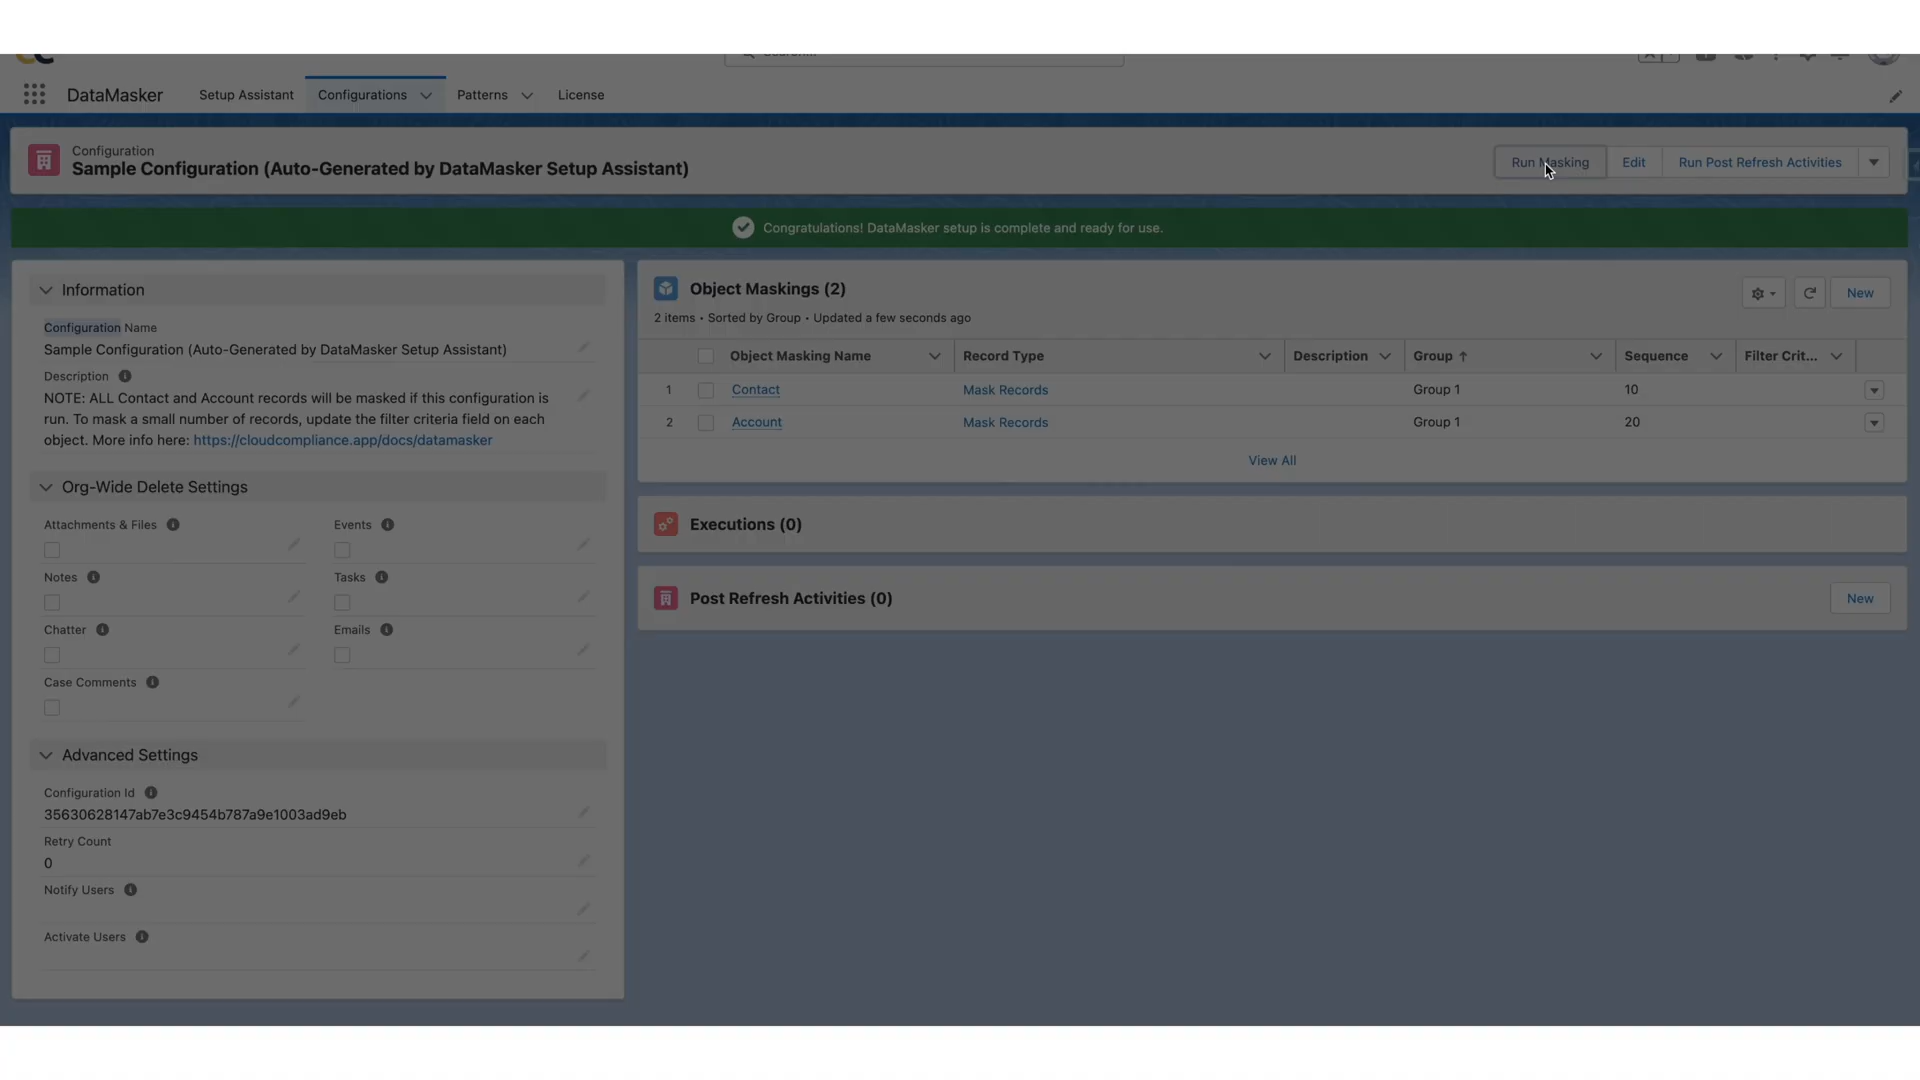 DataMasker
Setup Assistant
Configurations
Patterns
License
Configuration
Sample Configuration (Auto-Generated by DataMasker Setup Assistant)
Run Masking
Edit
Run Post Refresh Activities
Congratulations! DataMasker setup is complete and ready for use.
Information
Configuration Name
Sample Configuration (Auto-Generated by DataMasker Setup Assistant)
Description
NOTE: ALL Contact and Account records will be masked if this configuration is
run. To mask a small number of records, update the filter criteria field on each
object. More info here: https://cloudcompliance.app/docs/datamasker
Org-Wide Delete Settings
Attachments & Files
Events
Notes
Tasks
Chatter
Emails
Case Comments
Advanced Settings
Configuration Id
35630628147ab7e3c9454b787a9e1003ad9eb
Retry Count
0
Notify Users
Activate Users
Object Maskings (2)
2 items • Sorted by Group • Updated a few seconds ago
New
Object Masking Name
Record Type
Description
Group
Sequence
Filter Crit...
1 Contact Mask Records Group 1 10
2 Account Mask Records Group 1 20
View All
Executions (0)
Post Refresh Activities (0)
New